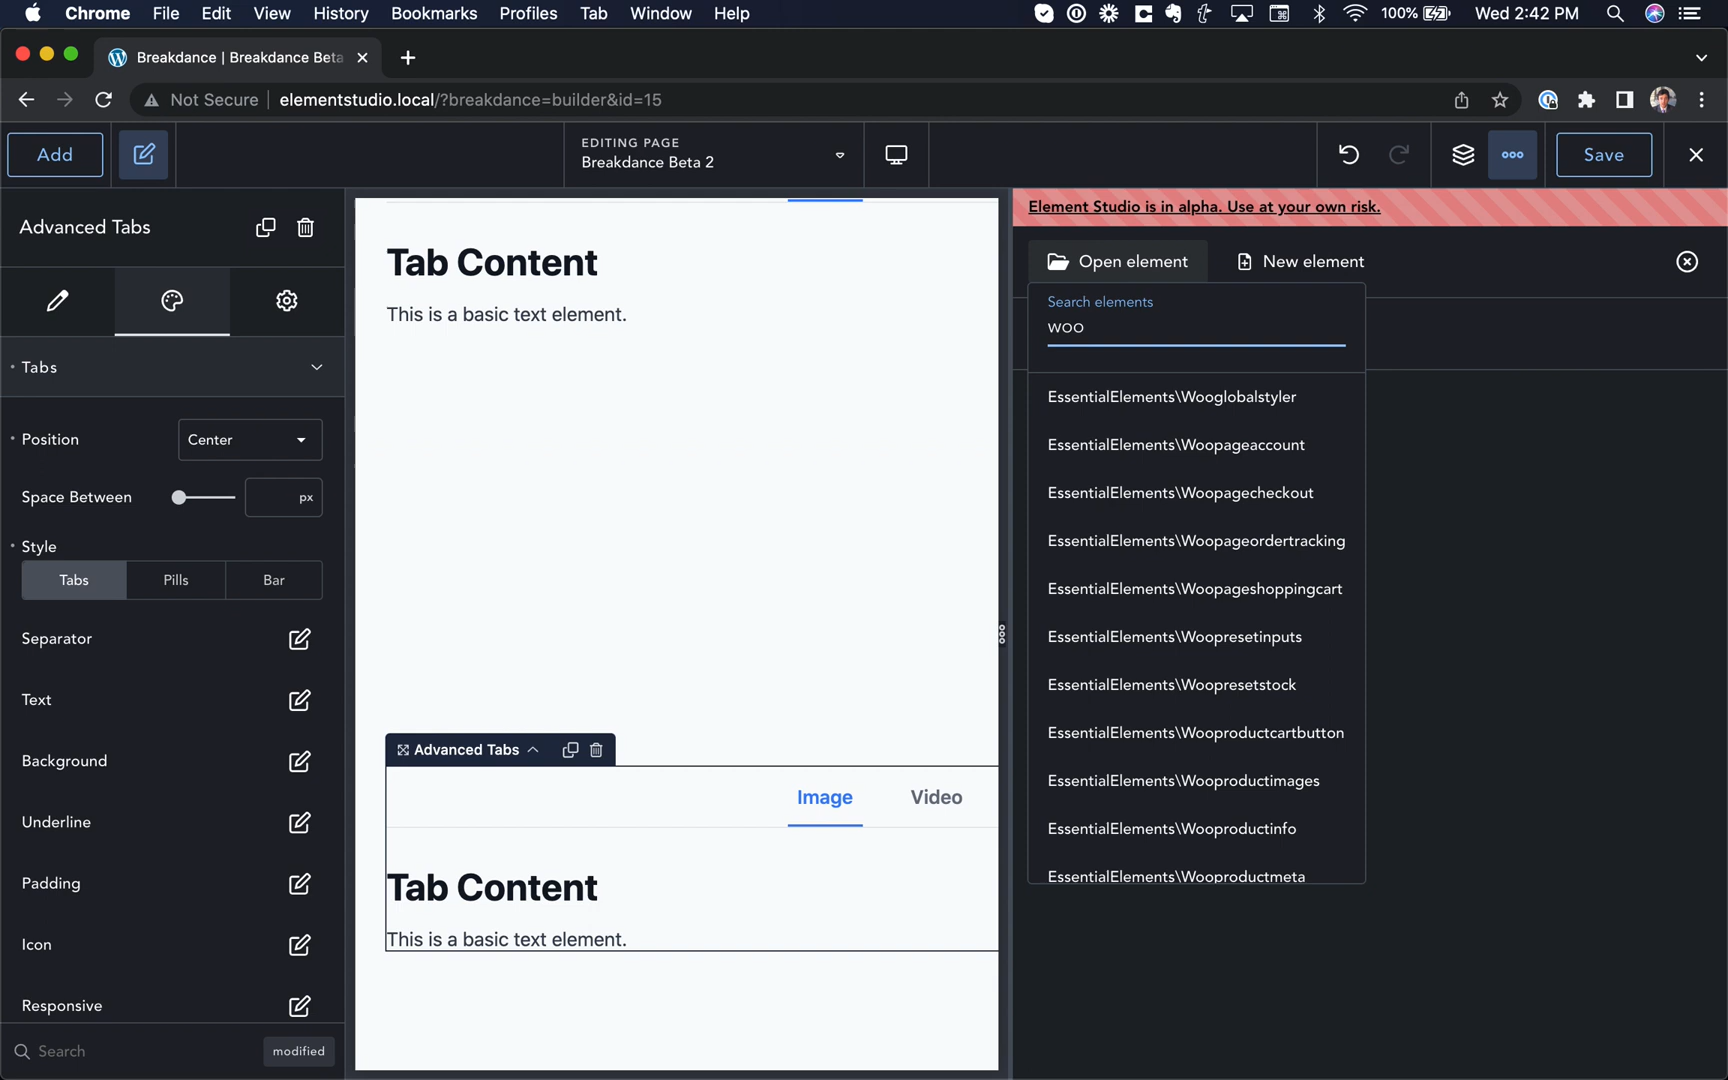 Chrome File Edit View History Bookmarks Profiles Tab Window Help 100% Wed 2:42 PM
Breakdance | Breakdance Beta
Not Secure | elementstudio.local/?breakdance=builder&id=15
Add
EDITING PAGE
Breakdance Beta 2
Save
Advanced Tabs
Tabs
Position Center
Space Between px
Style
Tabs Pills Bar
Separator
Text
Background
Underline
Padding
Icon
Responsive
Search modified
Tab Content
This is a basic text element.
Advanced Tabs
Image Video
Tab Content
This is a basic text element.
Element Studio is in alpha. Use at your own risk.
Open element New element
Search elements
woo
EssentialElements\Wooglobalstyler
EssentialElements\Woopageaccount
EssentialElements\Woopagecheckout
EssentialElements\Woopageordertracking
EssentialElements\Woopageshoppingcart
EssentialElements\Woopresetinputs
EssentialElements\Woopresetstock
EssentialElements\Wooproductcartbutton
EssentialElements\Wooproductimages
EssentialElements\Wooproductinfo
EssentialElements\Wooproductmeta